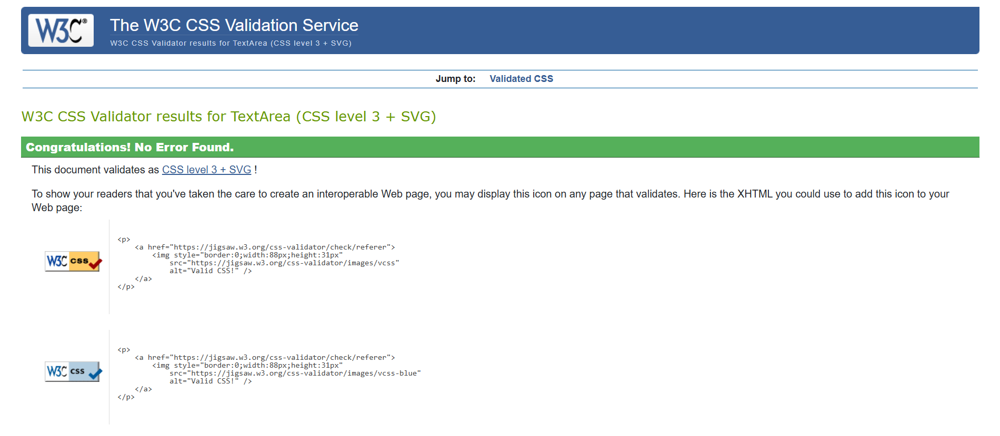 W3C®
The W3C CSS Validation Service
W3C CSS Validator results for TextArea (CSS level 3 + SVG)
Jump to: Validated CSS
W3C CSS Validator results for TextArea (CSS level 3 + SVG)
Congratulations! No Error Found.
This document validates as CSS level 3 + SVG !
To show your readers that you've taken the care to create an interoperable Web page, you may display this icon on any page that validates. Here is the XHTML you could use to add this icon to your
Web page:
W3C css
<p>
    <a href="https://jigsaw.w3.org/css-validator/check/referer">
        <img style="border:0;width:88px;height:31px"
            src="https://jigsaw.w3.org/css-validator/images/vcss"
            alt="Valid CSS!" />
    </a>
</p>
W3C css
<p>
    <a href="https://jigsaw.w3.org/css-validator/check/referer">
        <img style="border:0;width:88px;height:31px"
            src="https://jigsaw.w3.org/css-validator/images/vcss-blue"
            alt="Valid CSS!" />
    </a>
</p>